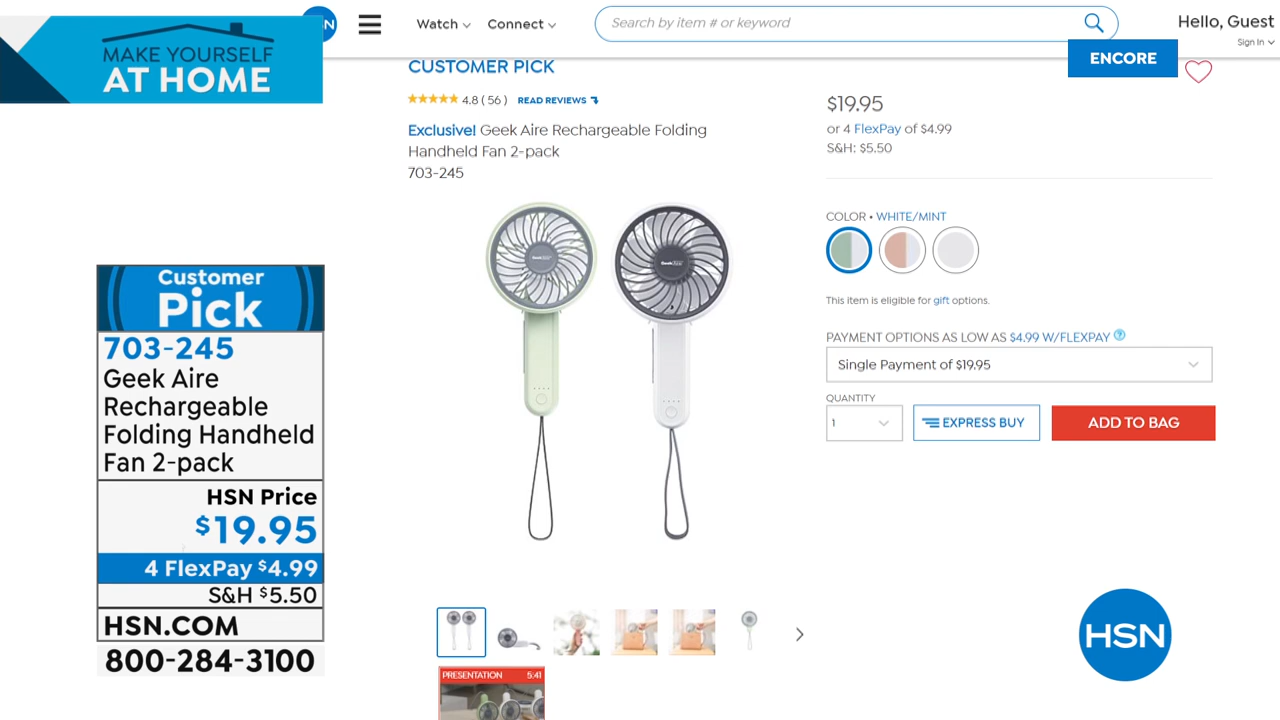 MAKE YOURSELF
AT HOME
Watch
Connect
Search by item # or keyword
Hello, Guest
Sign In
ENCORE
CUSTOMER PICK
4.8 ( 56 ) READ REVIEWS
Exclusive! Geek Aire Rechargeable Folding
Handheld Fan 2-pack
703-245
$19.95
or 4 FlexPay of $4.99
S&H: $5.50
COLOR • WHITE/MINT
This item is eligible for gift options.
PAYMENT OPTIONS AS LOW AS $4.99 W/FLEXPAY ?
Single Payment of $19.95
QUANTITY
1
EXPRESS BUY
ADD TO BAG
Customer
Pick
703-245
Geek Aire
Rechargeable
Folding Handheld
Fan 2-pack
HSN Price
$19.95
4 FlexPay $4.99
S&H $5.50
HSN.COM
800-284-3100
PRESENTATION 5:41
HSN